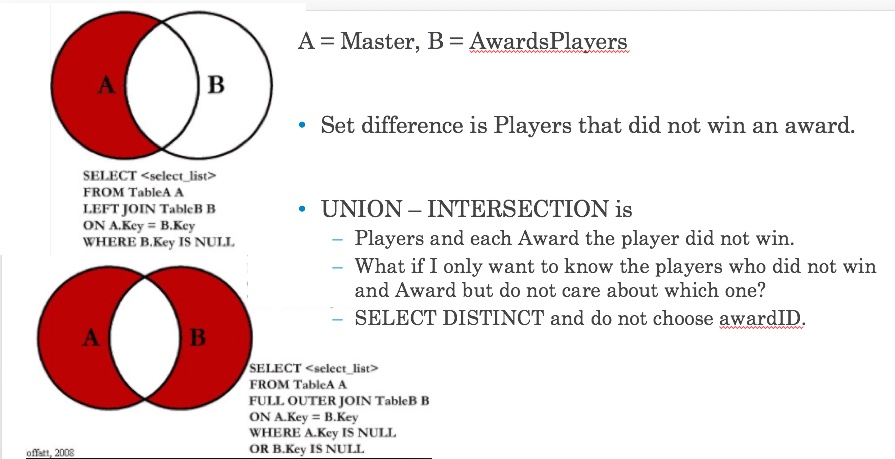 A = Master, B = AwardsPlayers
A
B
• Set difference is Players that did not win an award.
SELECT <select_list>
FROM TableA A
LEFT JOIN TableB B
ON A.Key = B.Key
WHERE B.Key IS NULL
• UNION – INTERSECTION is
– Players and each Award the player did not win.
– What if I only want to know the players who did not win
and Award but do not care about which one?
– SELECT DISTINCT and do not choose awardID.
A
B
SELECT <select_list>
FROM TableA A
FULL OUTER JOIN TableB B
ON A.Key = B.Key
WHERE A.Key IS NULL
OR B.Key IS NULL
offatt, 2008